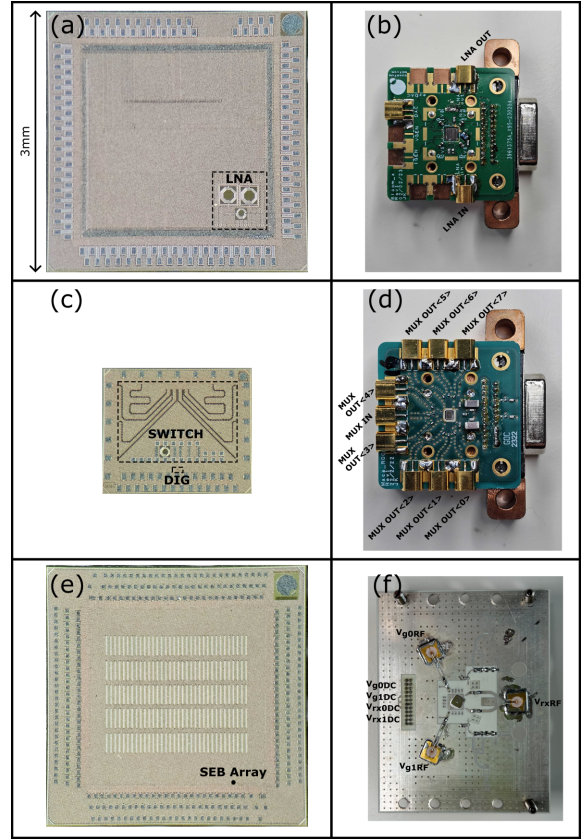 (a)
3mm
LNA
(b)
LNA OUT
LNA IN
(c)
SWITCH
DIG
(d)
MUX OUT<5>
MUX OUT<6>
MUX OUT<7>
MUX
OUT<4>
MUX IN
MUX
OUT<3>
MUX OUT<2>
MUX OUT<1>
MUX OUT<0>
GDC
2322
(e)
SEB Array
(f)
Vg0RF
Vg0DC
Vg1DC
Vrx0DC
Vrx1DC
VrxRF
Vg1RF